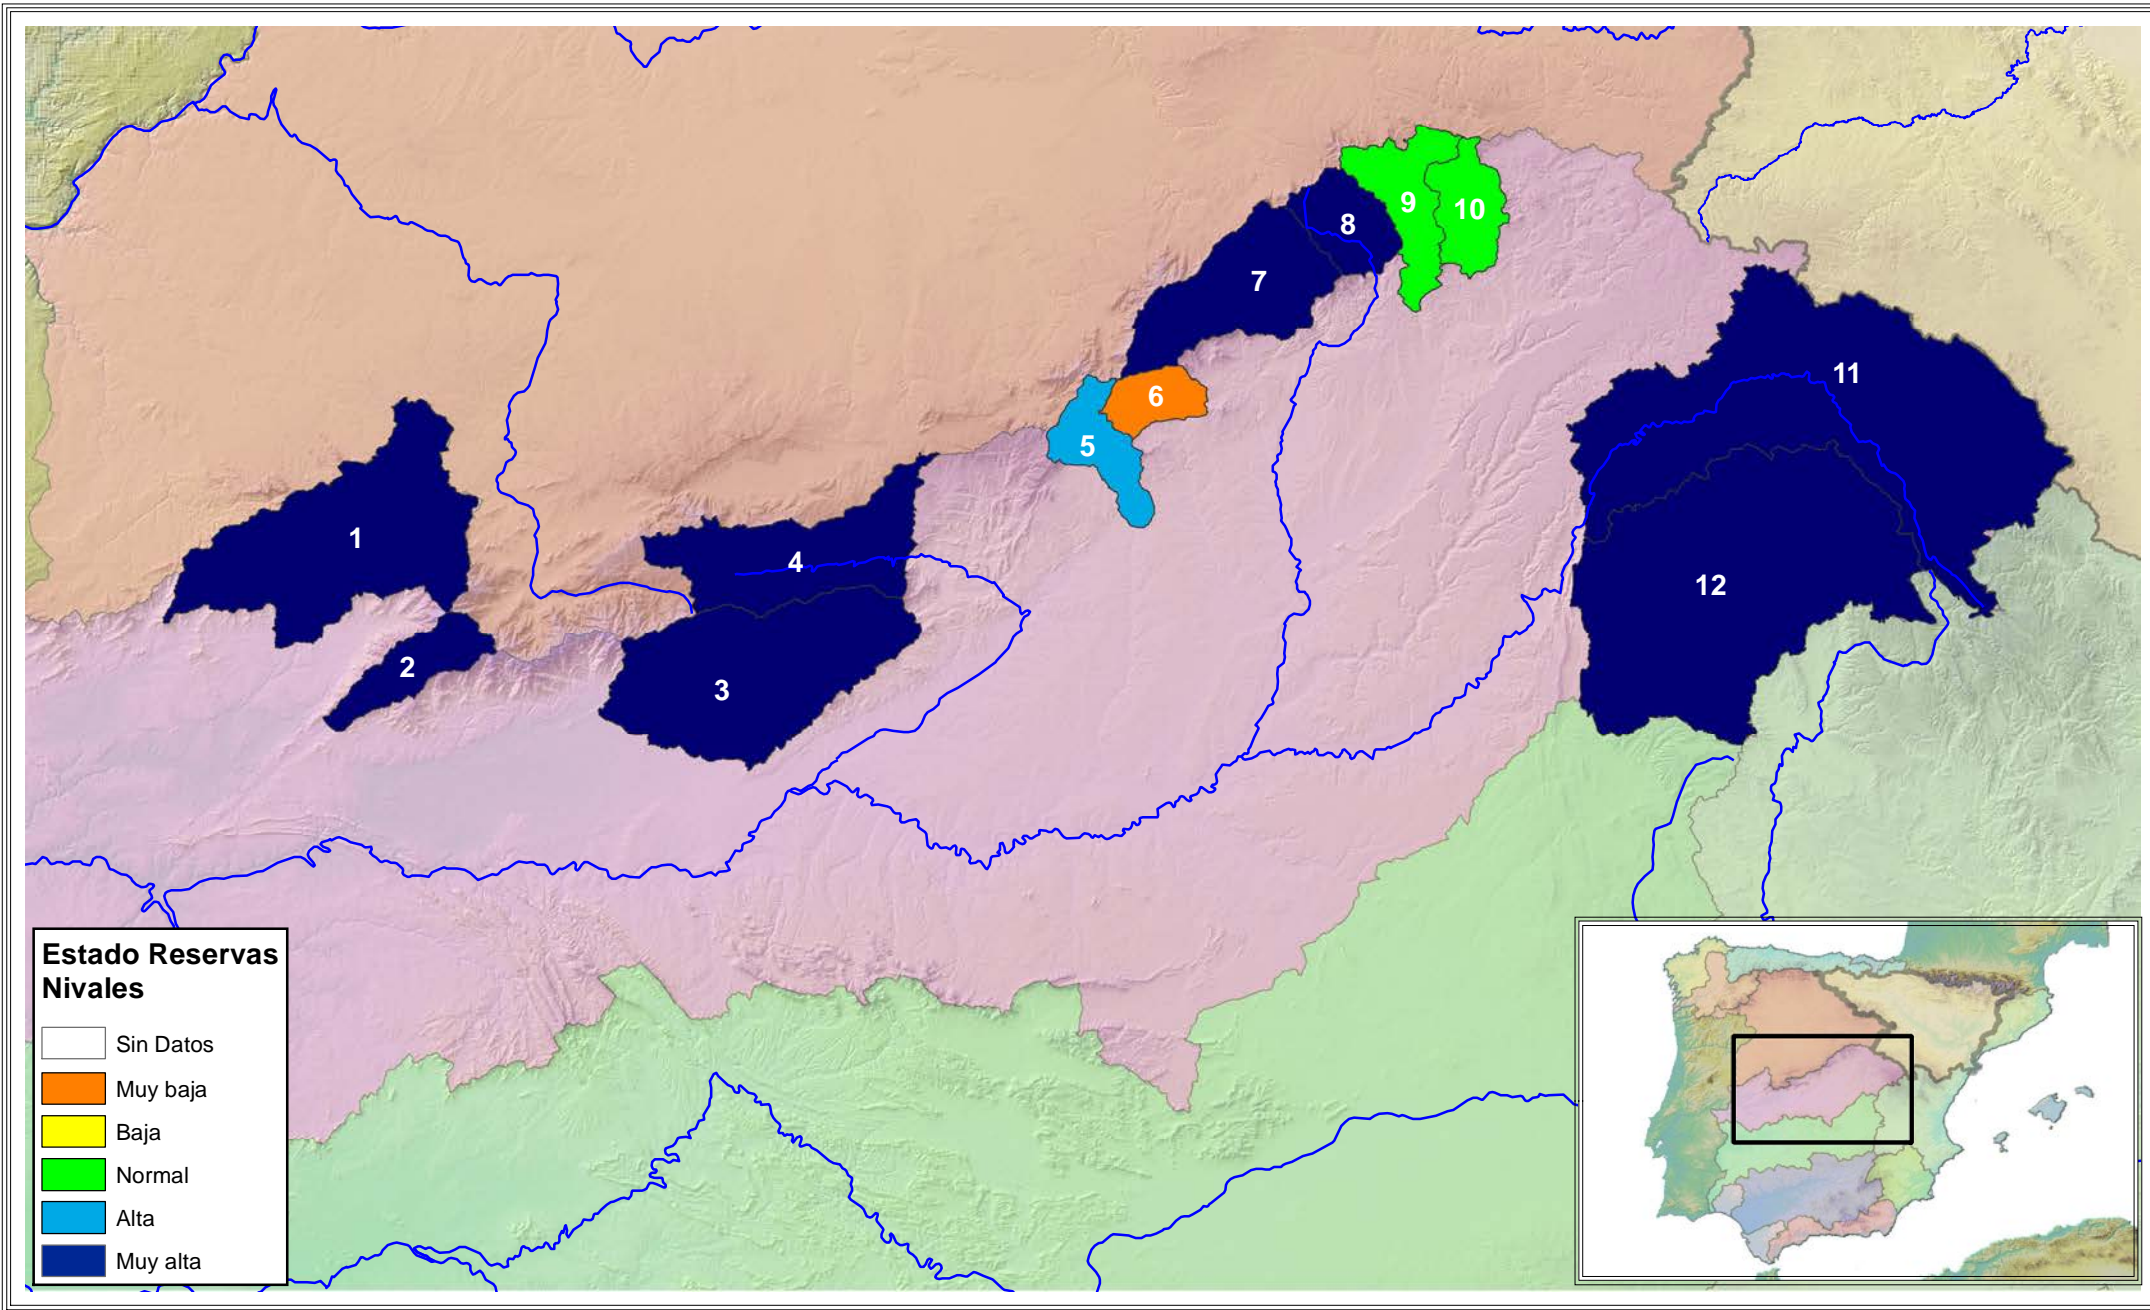 9
10
8
7
11
6
5
1
4
12
2
3
Estado Reservas
Nivales
Sin Datos
Muy baja
Baja
Normal
Alta
Muy alta